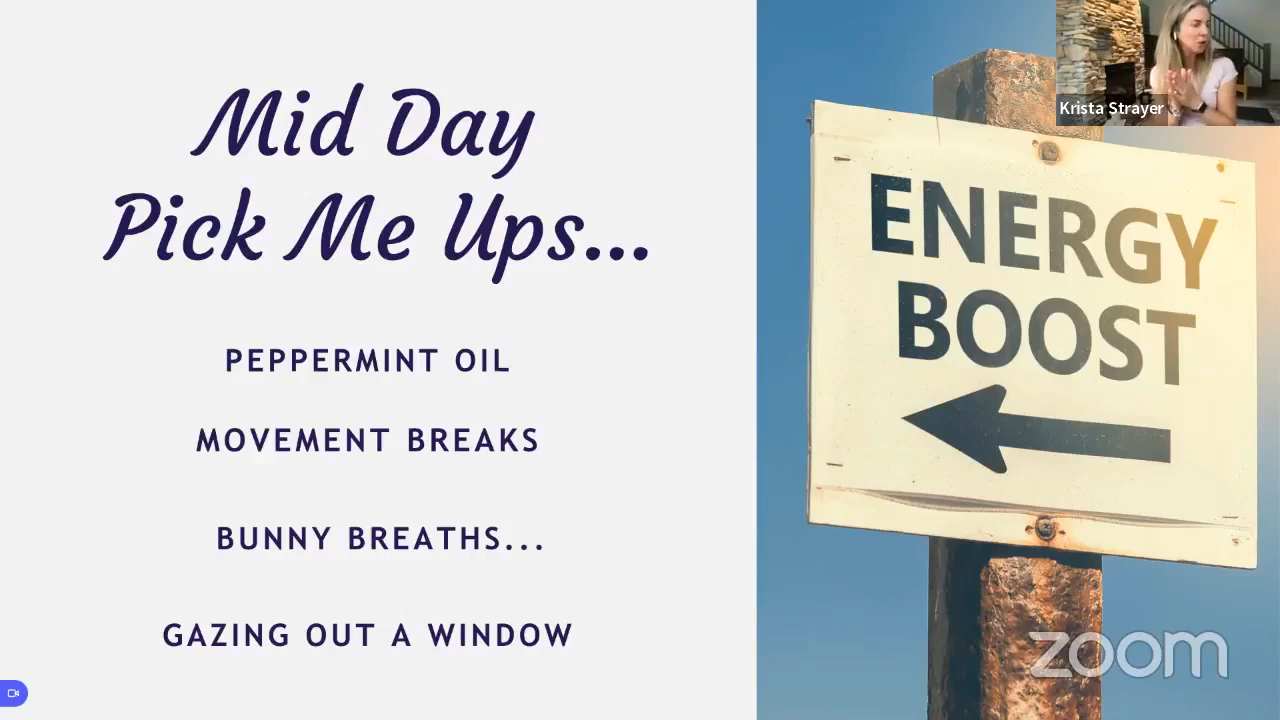 Mid Day
Pick Me Ups...
PEPPERMINT OIL
MOVEMENT BREAKS
BUNNY BREATHS...
GAZING OUT A WINDOW
Krista Strayer
ENERGY
BOOST
zoom